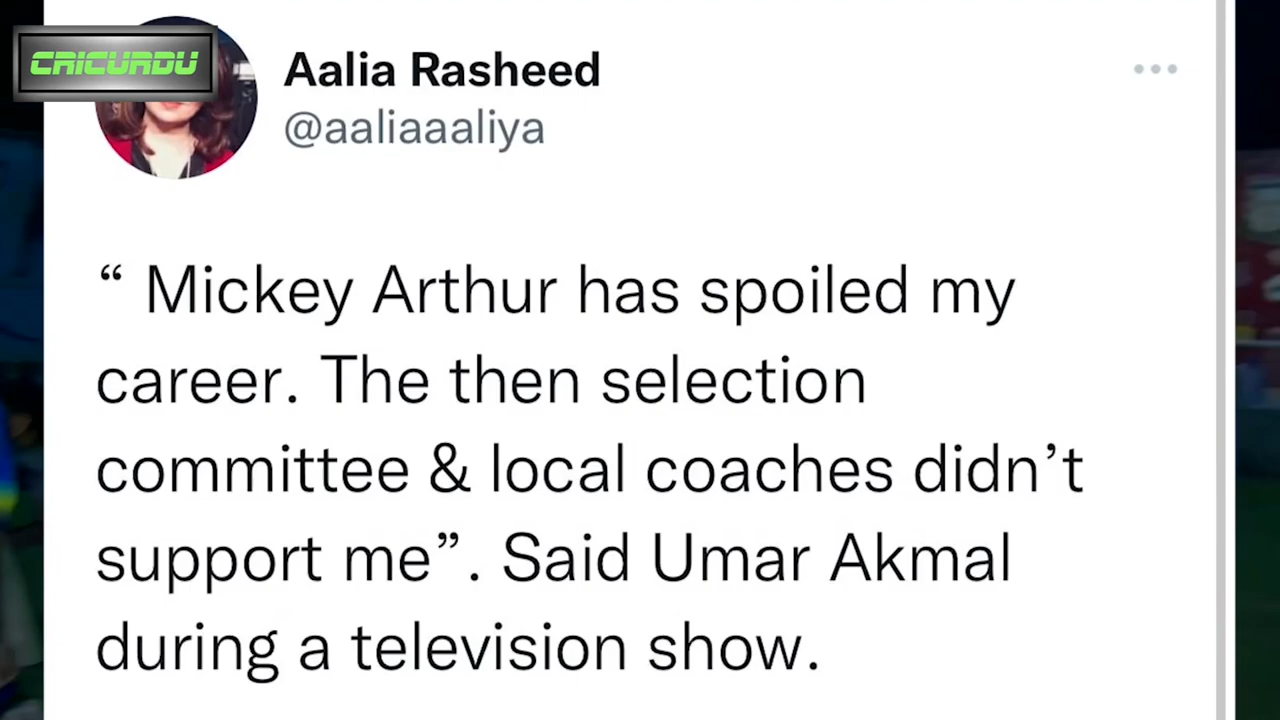 CRICURDU
Aalia Rasheed
@aaliaaaliya
“ Mickey Arthur has spoiled my
career. The then selection
committee & local coaches didn’t
support me”. Said Umar Akmal
during a television show.